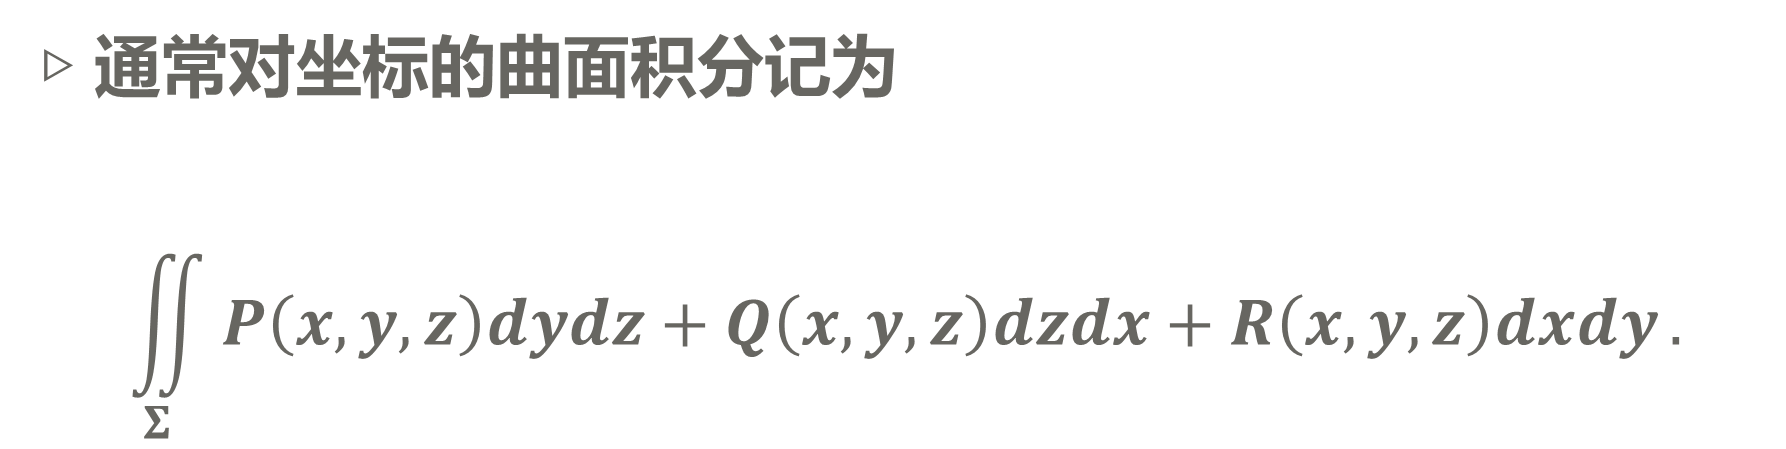 ▷ 通常对坐标的曲面积分记为
∬_Σ P(x, y, z)dydz + Q(x, y, z)dzdx + R(x, y, z)dxdy .